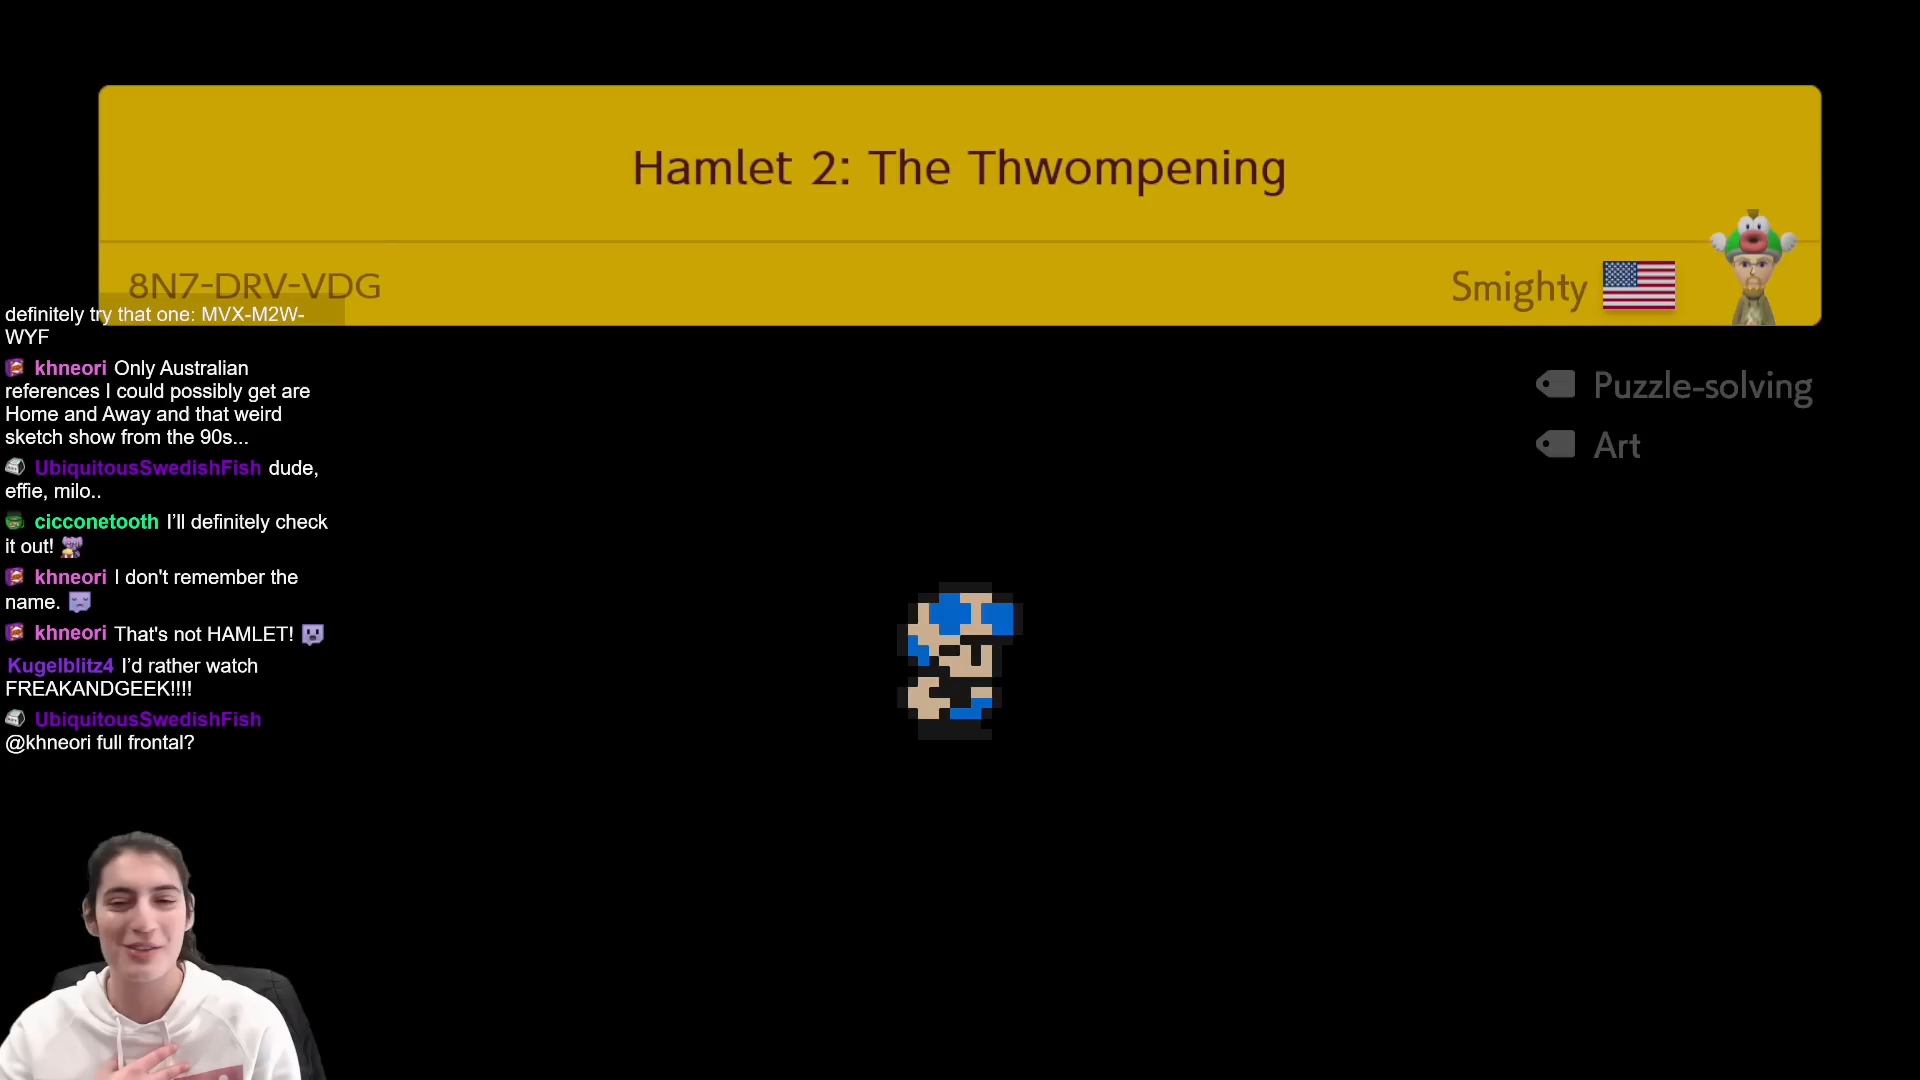 Hamlet 2: The Thwompening
8N7-DRV-VDG
Smighty
Puzzle-solving
Art
definitely try that one: MVX-M2W-
WYF
khneori Only Australian
references I could possibly get are
Home and Away and that weird
sketch show from the 90s...
UbiquitousSwedishFish dude,
effie, milo..
cicconetooth I'll definitely check
it out!
khneori I don't remember the
name.
khneori That's not HAMLET!
Kugelblitz4 I'd rather watch
FREAKANDGEEK!!!!
UbiquitousSwedishFish
@khneori full frontal?